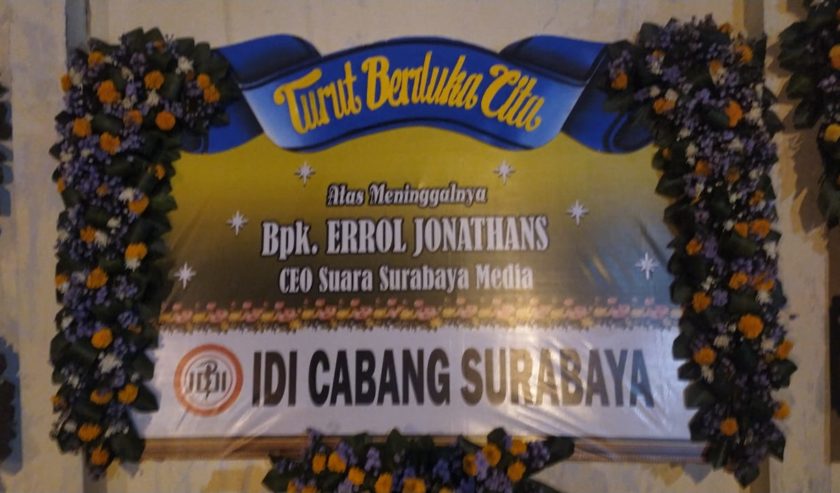 Turut Berduka Cita
Atas Meninggalnya
Bpk. ERROL JONATHANS
CEO Suara Surabaya Media
IDI CABANG SURABAYA